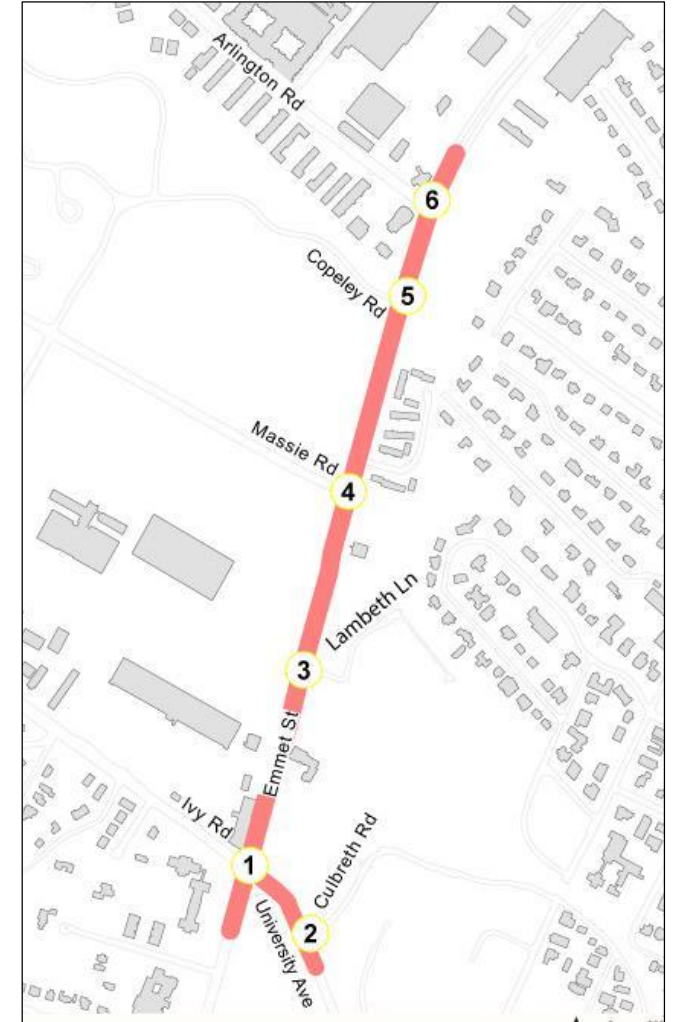 Arlington Rd
6
Copeley Rd
5
Massie Rd
4
Lambeth Ln
3
Emmet St
Ivy Rd
1
Culbreth Rd
2
University Ave